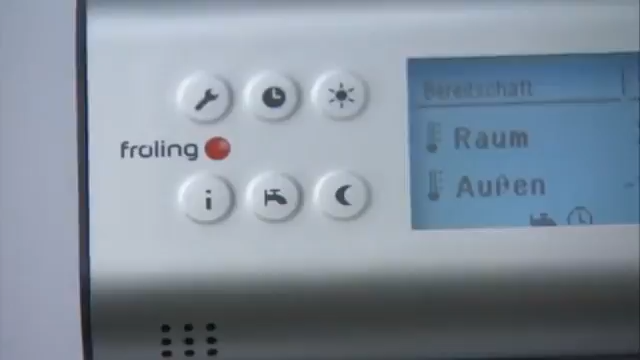 froling
i
Bereitschaft
Raum
Außen